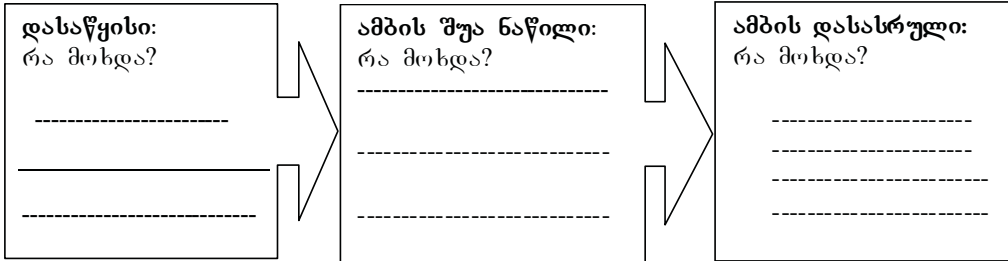 დასაწყისი:
რა მოხდა?
ამბის შუა ნაწილი:
რა მოხდა?
ამბის დასასრული:
რა მოხდა?